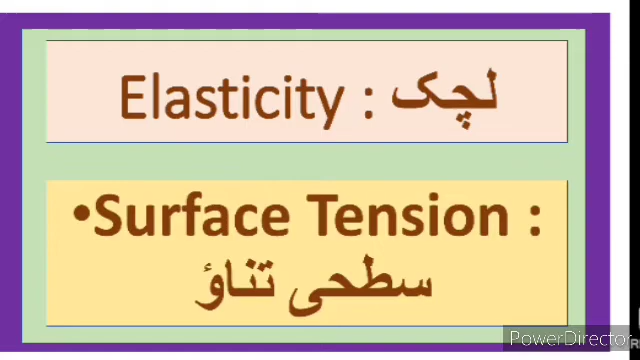 Elasticity : لچک
•Surface Tension :
سطحی تناؤ
PowerDirector